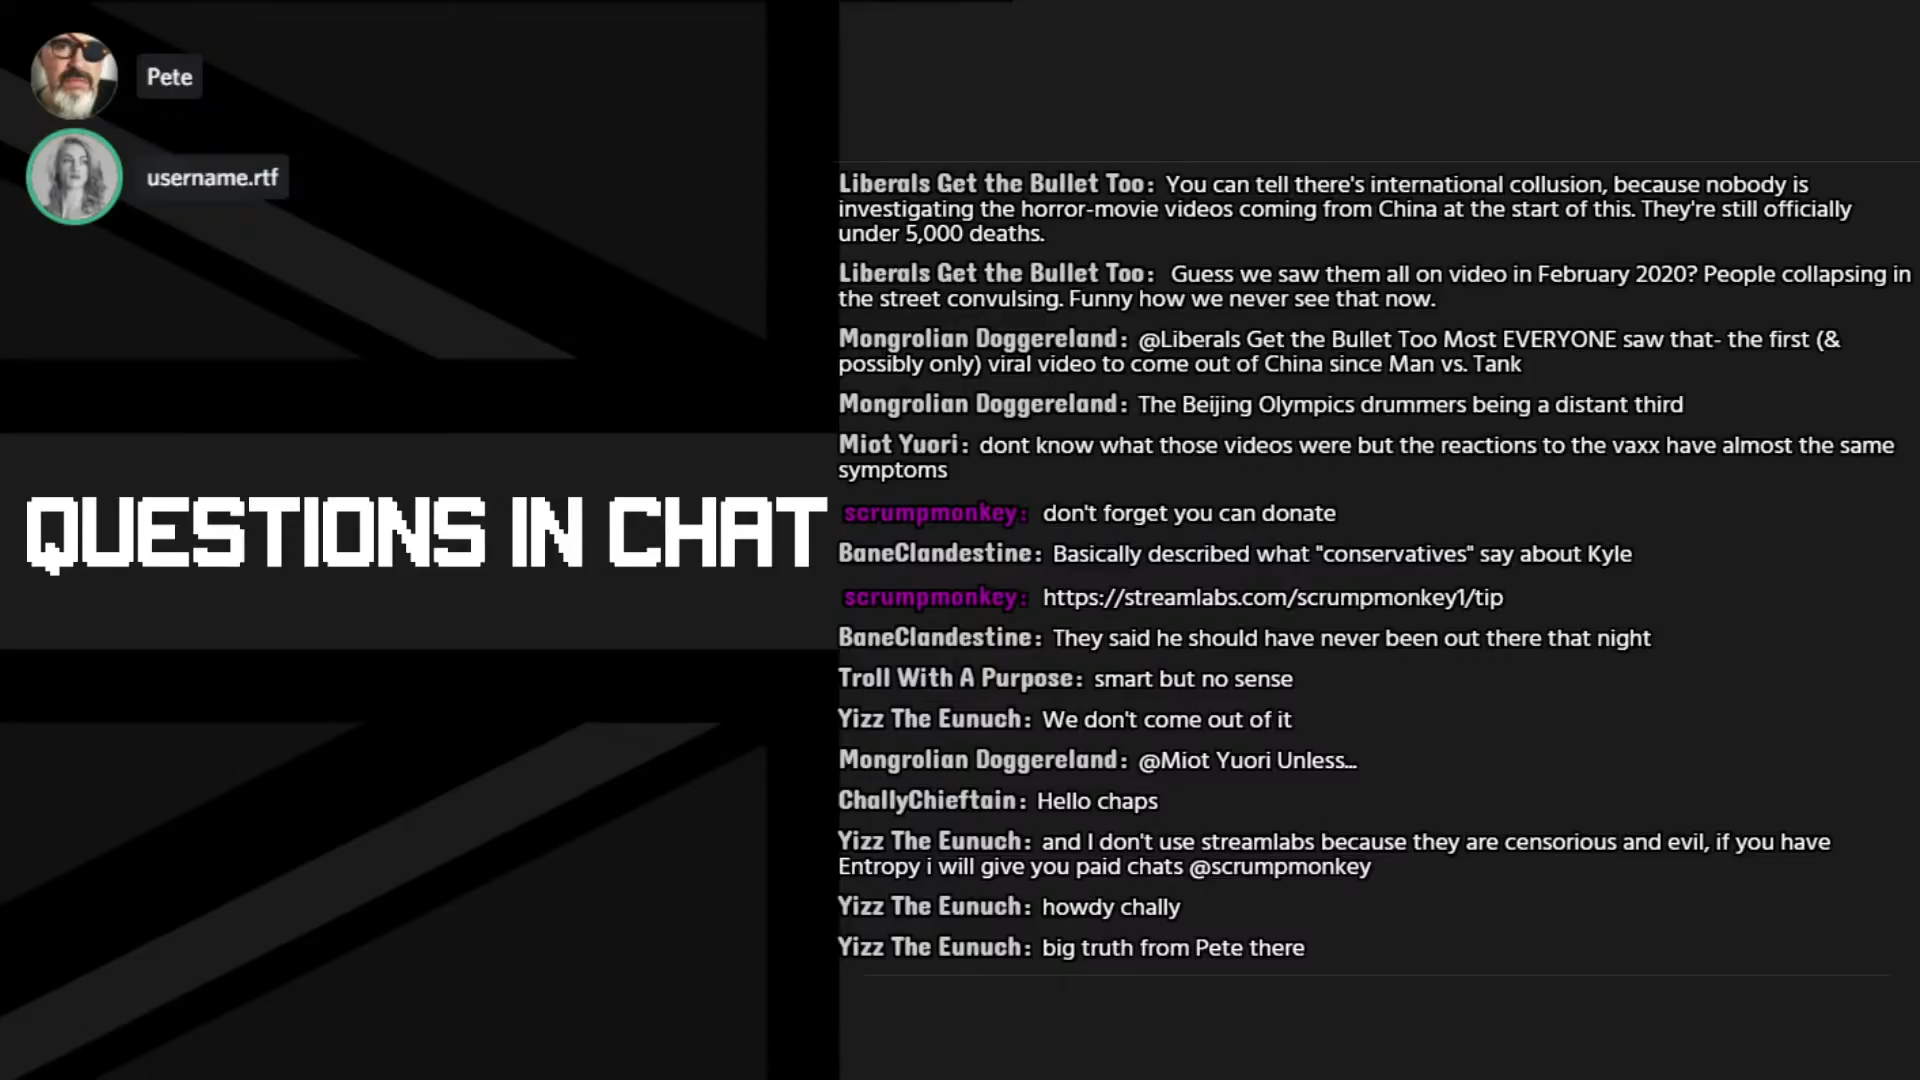 Pete
username.rtf
QUESTIONS IN CHAT
Liberals Get the Bullet Too: You can tell there's international collusion, because nobody is
investigating the horror-movie videos coming from China at the start of this. They're still officially
under 5,000 deaths.
Liberals Get the Bullet Too: Guess we saw them all on video in February 2020? People collapsing in
the street convulsing. Funny how we never see that now.
Mongrolian Doggereland: @Liberals Get the Bullet Too Most EVERYONE saw that- the first (&
possibly only) viral video to come out of China since Man vs. Tank
Mongrolian Doggereland: The Beijing Olympics drummers being a distant third
Miot Yuori: dont know what those videos were but the reactions to the vaxx have almost the same
symptoms
scrumpmonkey: don't forget you can donate
BaneClandestine: Basically described what "conservatives" say about Kyle
scrumpmonkey: https://streamlabs.com/scrumpmonkey1/tip
BaneClandestine: They said he should have never been out there that night
Troll With A Purpose: smart but no sense
Yizz The Eunuch: We don't come out of it
Mongrolian Doggereland: @Miot Yuori Unless...
ChallyChieftain: Hello chaps
Yizz The Eunuch: and I don't use streamlabs because they are censorious and evil, if you have
Entropy i will give you paid chats @scrumpmonkey
Yizz The Eunuch: howdy chally
Yizz The Eunuch: big truth from Pete there